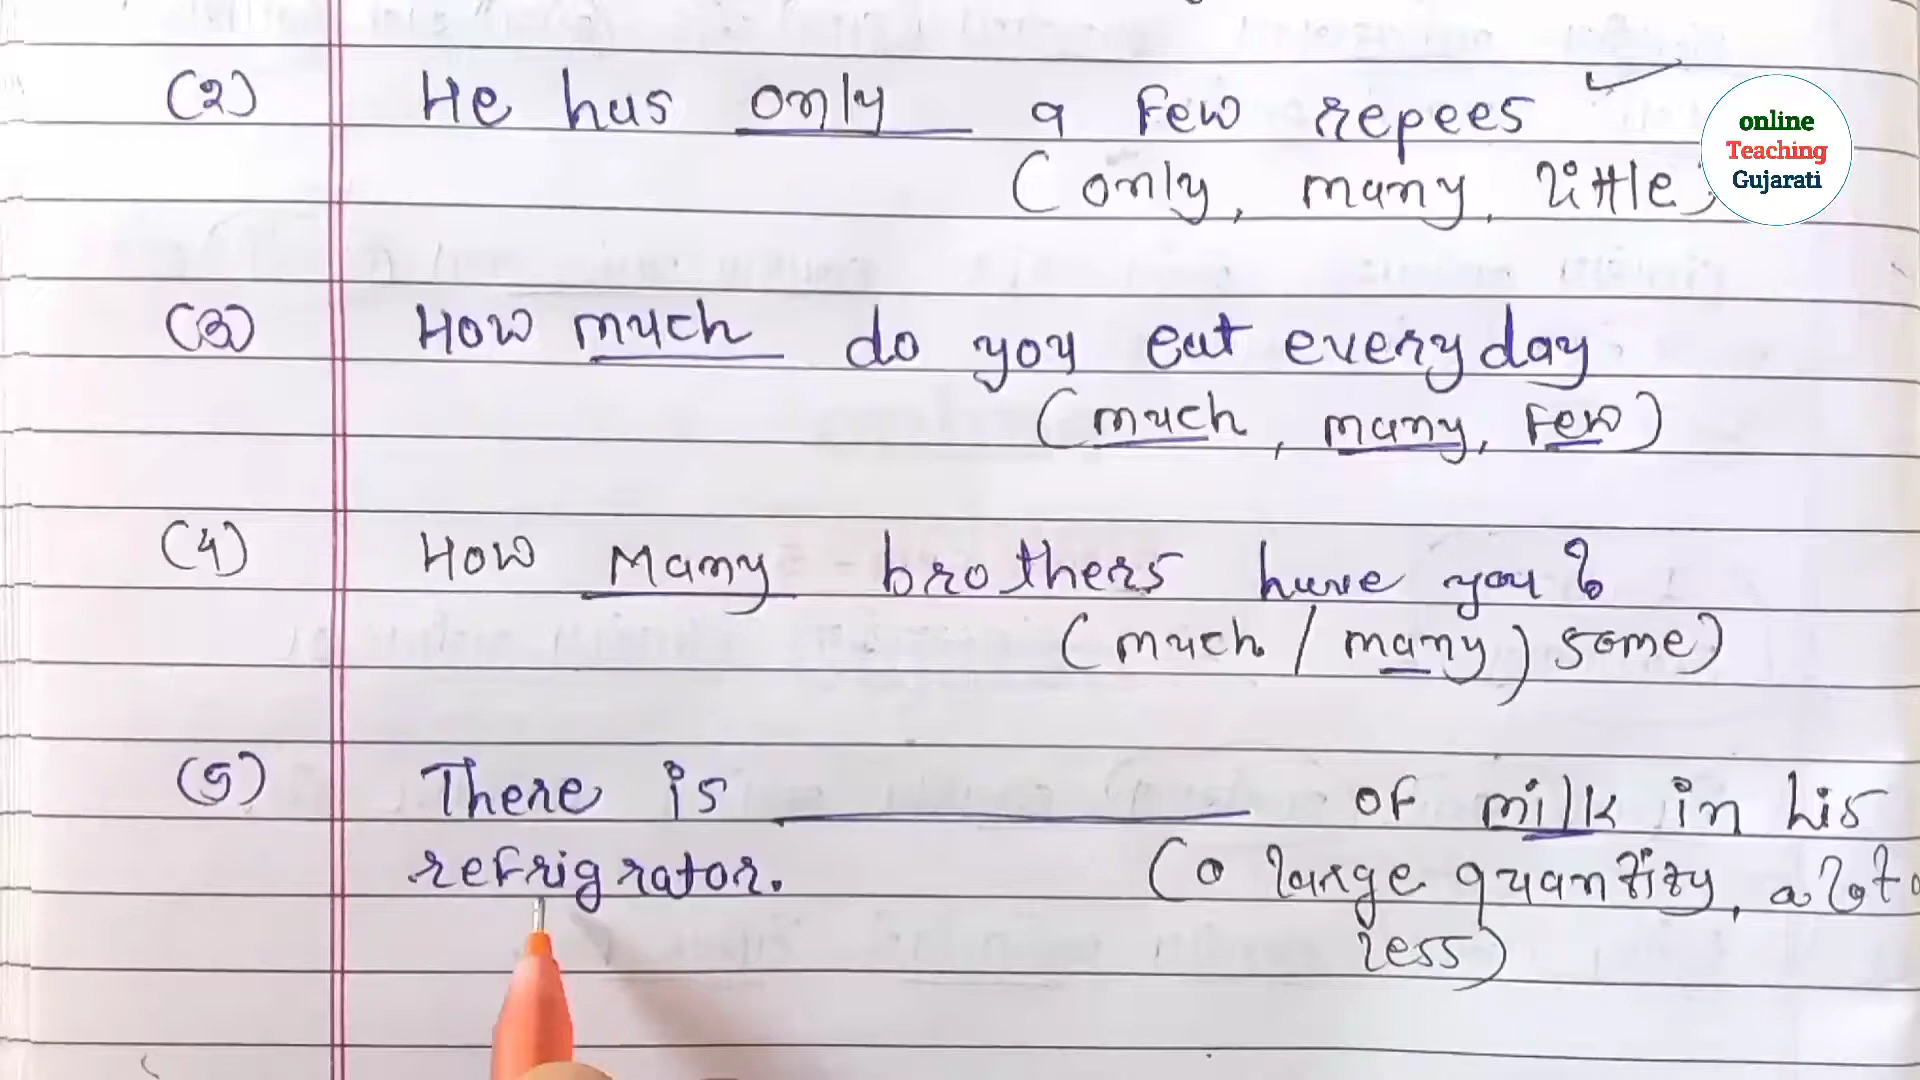 (2) He has only a few repees
(only, many, little)
online
Teaching
Gujarati
(3) How much do you eat everyday
(much, many, few)
(4) How Many brothers have you?
(much / many) some)
(5) There is ____ of milk in his
refrigrator. (a large quantity, a lot
less)